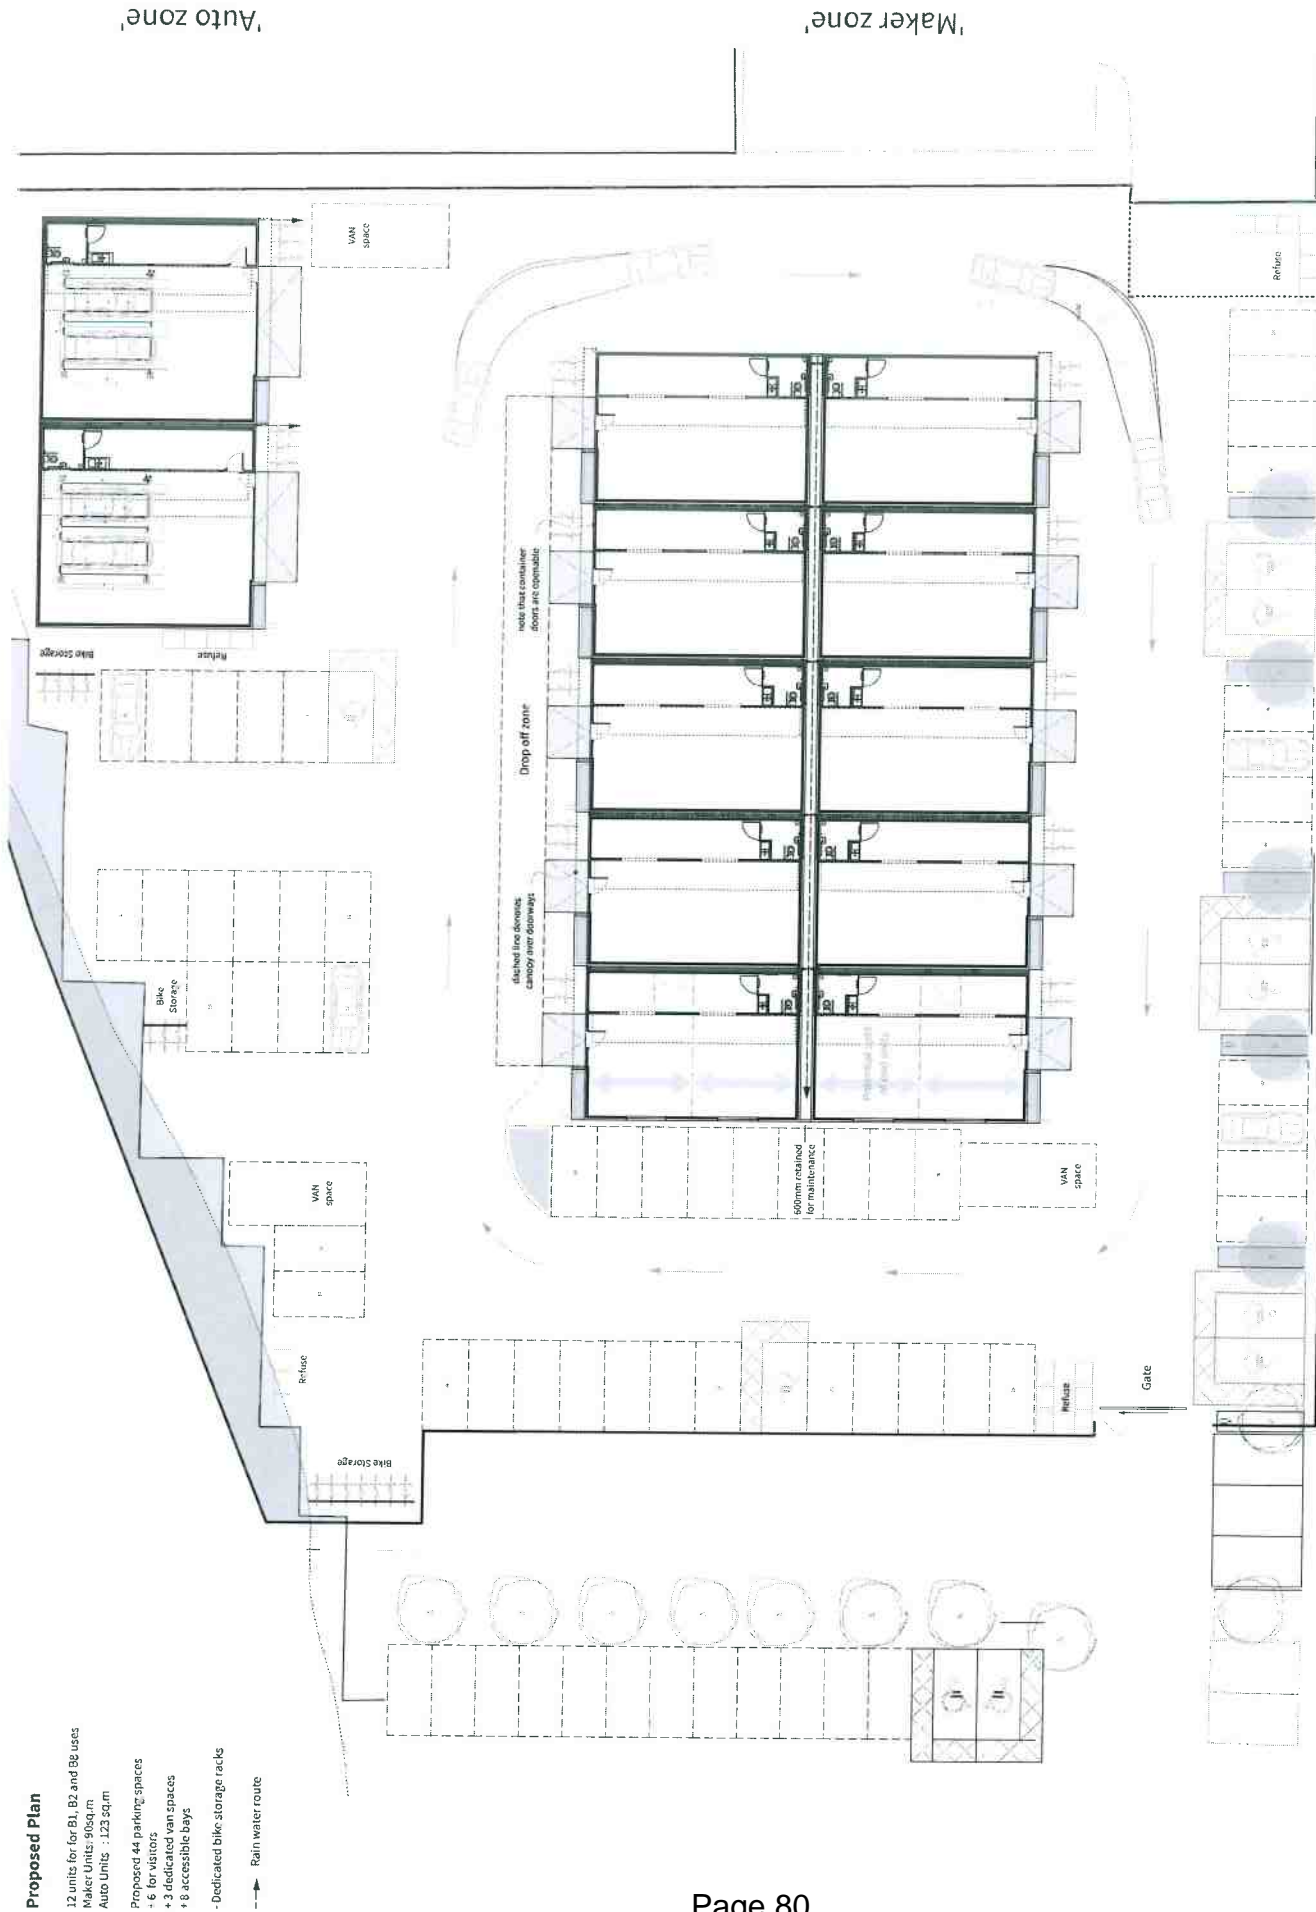 'Auto zone'
'Maker zone'
VAN
space
Refuse
Bike Storage
Refuse
note that container
doors are openable
Drop off zone
dashed line denotes
canopy over doorways
Bike
Storage
VAN
space
600mm retained
for maintenance
VAN
space
Refuse
Refuse
Gate
Bike Storage
Proposed Plan
12 units for for B1, B2 and B8 uses
Maker Units: 90sq.m
Auto Units : 123 sq.m
Proposed 44 parking spaces
+ 6 for visitors
+ 3 dedicated van spaces
+ 8 accessible bays
- Dedicated bike storage racks
Rain water route
Page 80